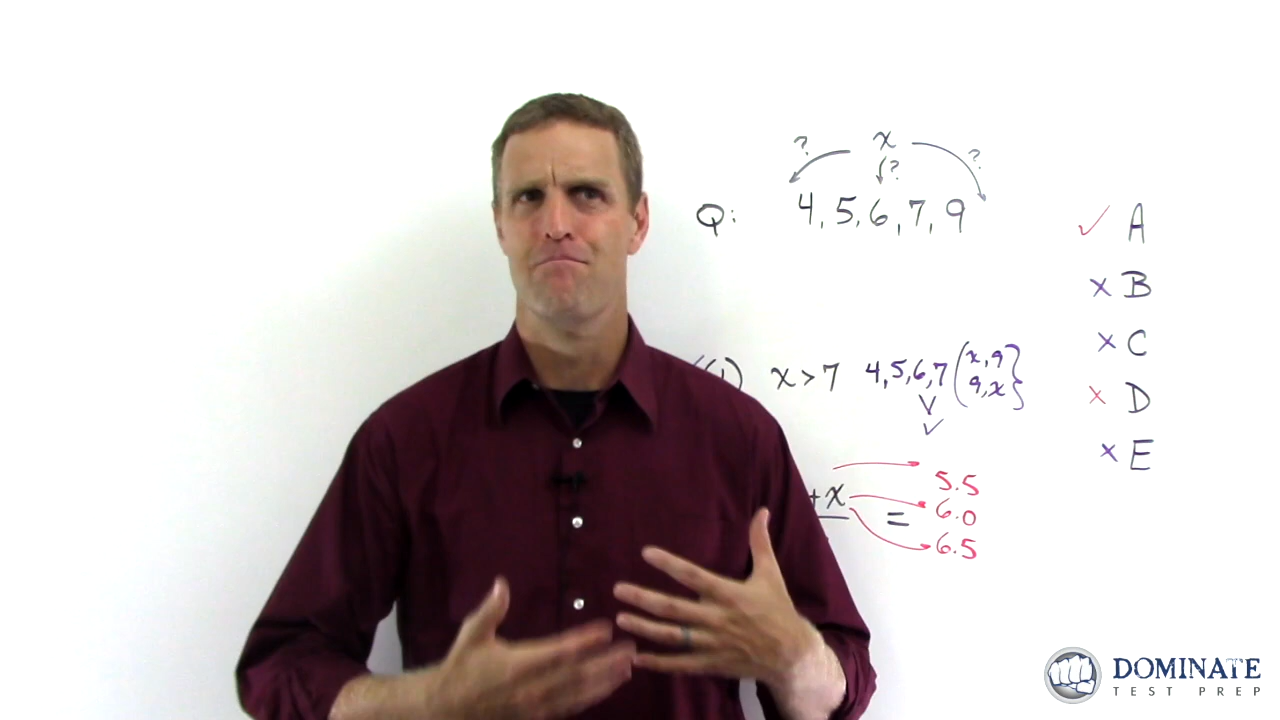 x
? ? ?
Q: 4, 5, 6, 7, 9
✓ A
× B
× C
(1) x > 7 4, 5, 6, 7 (x, 9
9, x}
× D
× E
+ x =
5.5
6.0
6.5
DOMINATE
TEST PREP